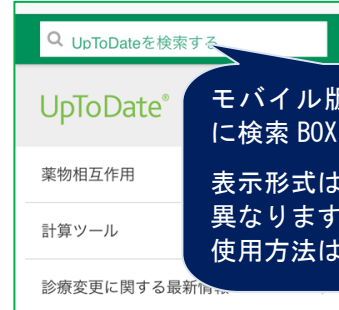 UpToDateを検索する
UpToDate®
モバイル版
に検索 BOX
表示形式は
異なります
使用方法は
薬物相互作用
計算ツール
診療変更に関する最新情報